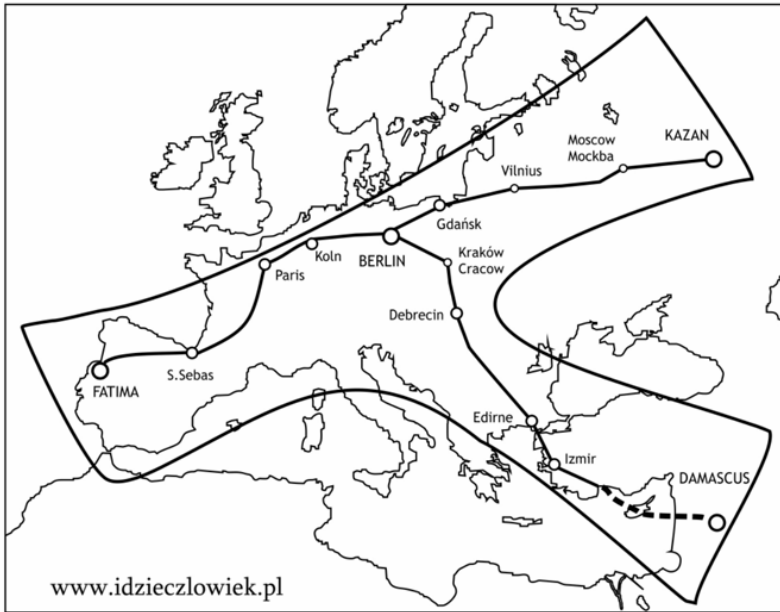 Moscow
Mockba
KAZAN
Vilnius
Gdańsk
Koln
BERLIN
Kraków
Cracow
Paris
Debrecin
S.Sebas
FATIMA
Edirne
Izmir
DAMASCUS
www.idzieczlowiek.pl